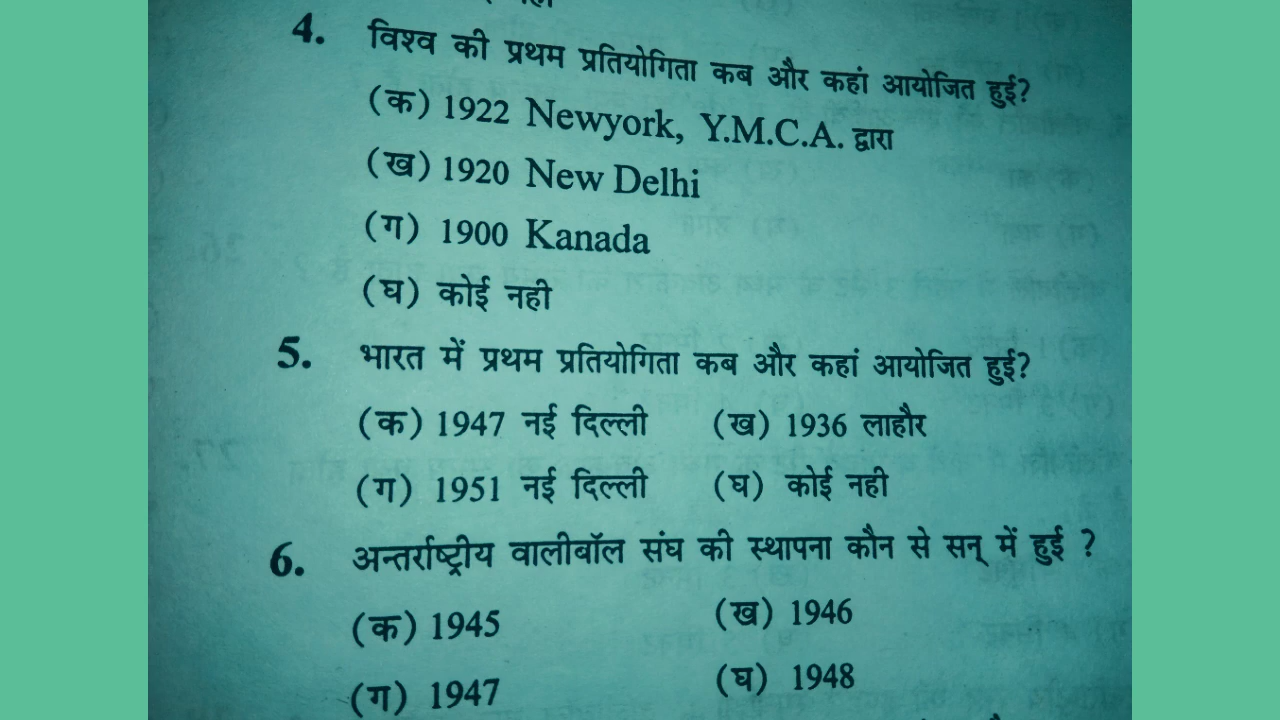 4. विश्व की प्रथम प्रतियोगिता कब और कहां आयोजित हुई?
(क) 1922 Newyork, Y.M.C.A. द्वारा
(ख) 1920 New Delhi
(ग) 1900 Kanada
(घ) कोई नही
5. भारत में प्रथम प्रतियोगिता कब और कहां आयोजित हुई?
(क) 1947 नई दिल्ली (ख) 1936 लाहौर
(ग) 1951 नई दिल्ली (घ) कोई नही
6. अन्तर्राष्ट्रीय वालीबॉल संघ की स्थापना कौन से सन् में हुई ?
(क) 1945 (ख) 1946
(ग) 1947 (घ) 1948